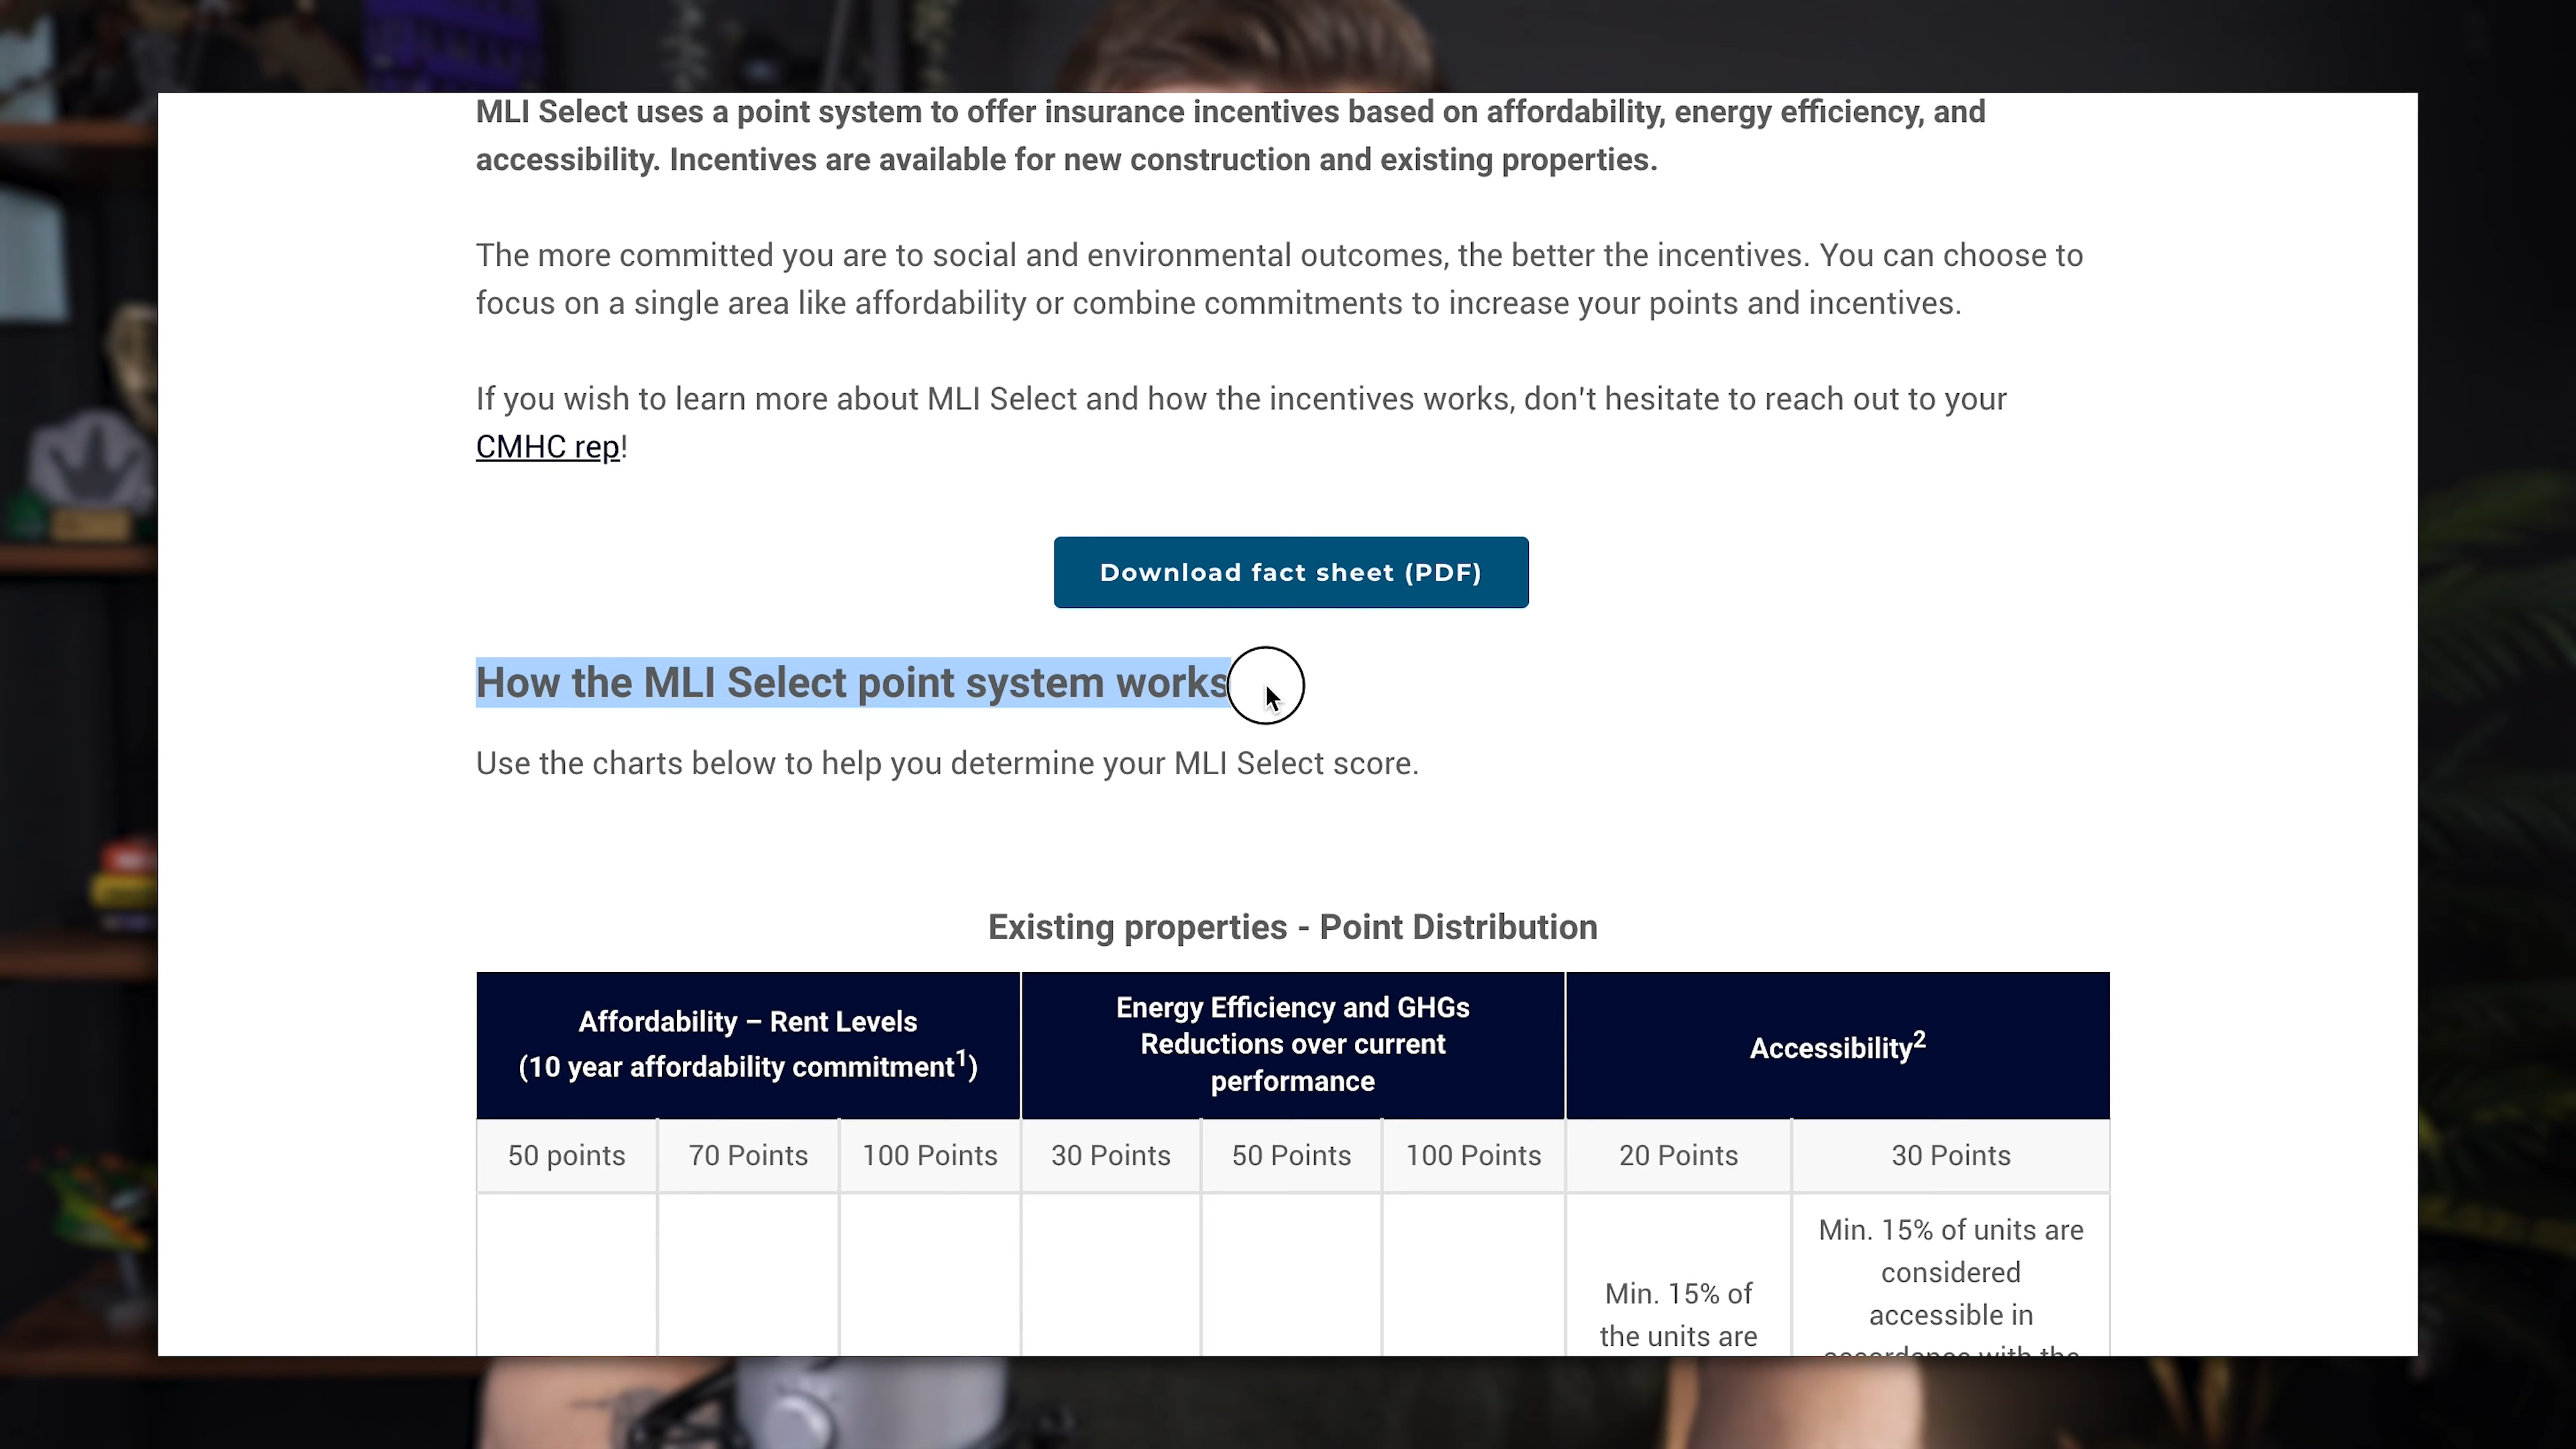 MLI Select uses a point system to offer insurance incentives based on affordability, energy efficiency, and
accessibility. Incentives are available for new construction and existing properties.
The more committed you are to social and environmental outcomes, the better the incentives. You can choose to
focus on a single area like affordability or combine commitments to increase your points and incentives.
If you wish to learn more about MLI Select and how the incentives works, don't hesitate to reach out to your
CMHC rep!
Download fact sheet (PDF)
How the MLI Select point system works
Use the charts below to help you determine your MLI Select score.
Existing properties - Point Distribution
Affordability – Rent Levels
(10 year affordability commitment1)
Energy Efficiency and GHGs
Reductions over current
performance
Accessibility2
50 points
70 Points
100 Points
30 Points
50 Points
100 Points
20 Points
30 Points
Min. 15% of
the units are
Min. 15% of units are
considered
accessible in
accordance with the